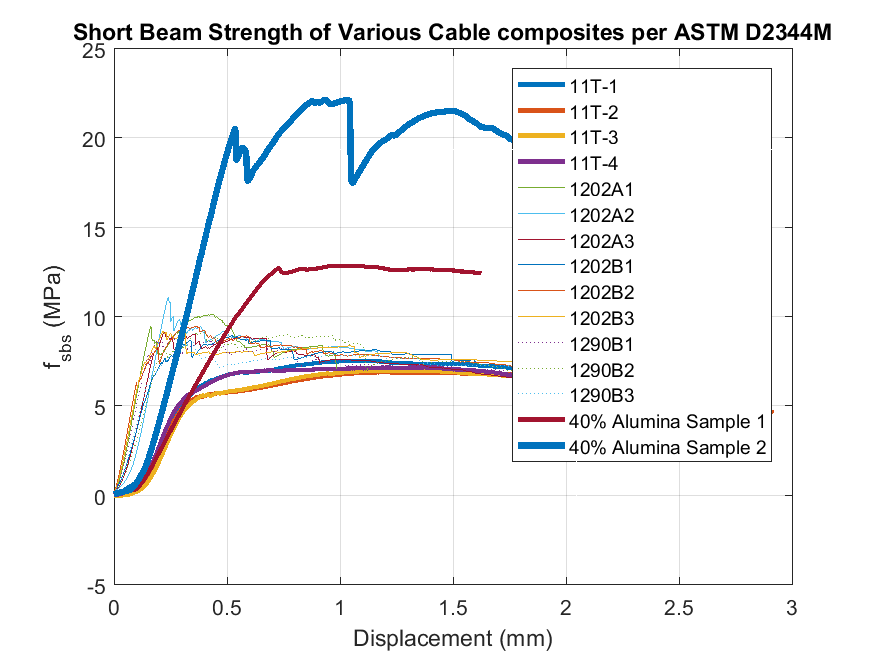 Short Beam Strength of Various Cable composites per ASTM D2344M
25
20
15
10
5
0
-5
f_sbs (MPa)
0 0.5 1 1.5 2 2.5 3
Displacement (mm)
11T-1
11T-2
11T-3
11T-4
1202A1
1202A2
1202A3
1202B1
1202B2
1202B3
1290B1
1290B2
1290B3
40% Alumina Sample 1
40% Alumina Sample 2